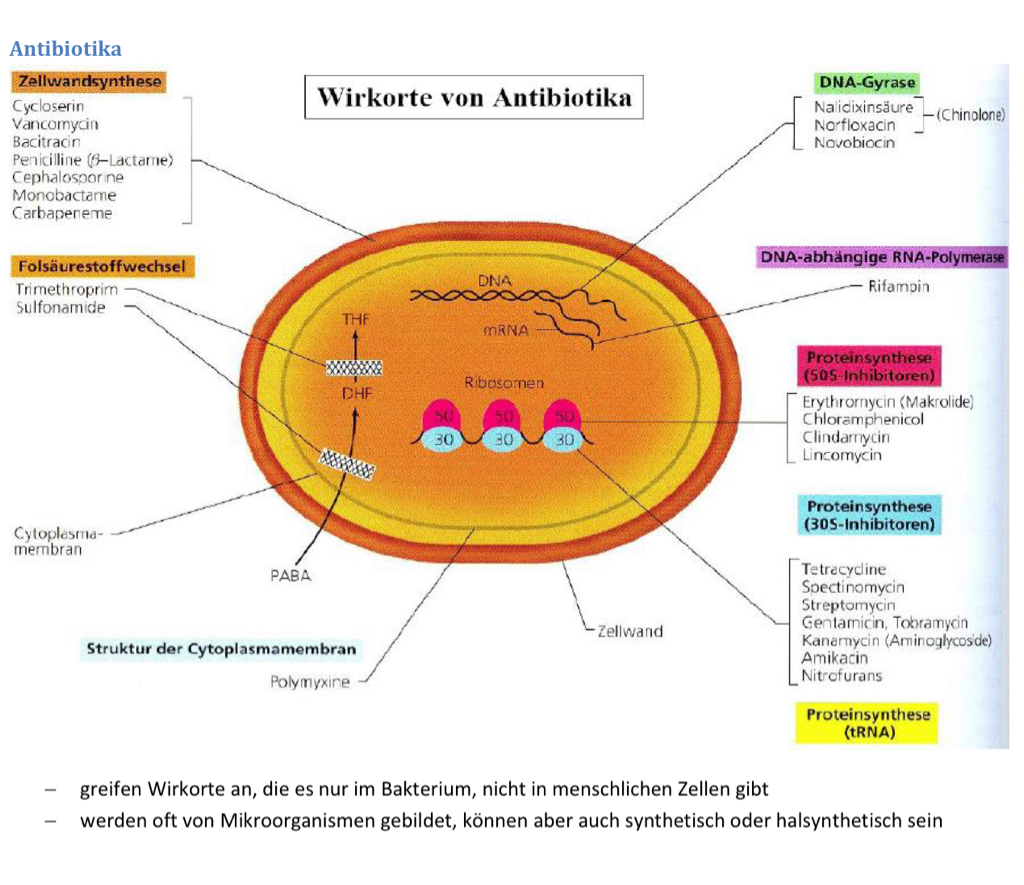 Antibiotika
Wirkorte von Antibiotika
Zellwandsynthese
Cycloserin
Vancomycin
Bacitracin
Penicilline (β-Lactame)
Cephalosporine
Monobactame
Carbapeneme
Folsäurestoffwechsel
Trimethroprim
Sulfonamide
DNA-Gyrase
Nalidixinsäure
Norfloxacin
(Chinolone)
Novobiocin
DNA-abhängige RNA-Polymerase
Rifampin
DNA
mRNA
THF
DHF
PABA
Ribosomen
50 50 50
30 30 30
Proteinsynthese
(50S-Inhibitoren)
Erythromycin (Makrolide)
Chloramphenicol
Clindamycin
Lincomycin
Proteinsynthese
(30S-Inhibitoren)
Tetracycline
Spectinomycin
Streptomycin
Gentamicin, Tobramycin
Kanamycin (Aminoglycoside)
Amikacin
Nitrofurans
Proteinsynthese
(tRNA)
Cytoplasma-
membran
Zellwand
Struktur der Cytoplasmamembran
Polymyxine
– greifen Wirkorte an, die es nur im Bakterium, nicht in menschlichen Zellen gibt
– werden oft von Mikroorganismen gebildet, können aber auch synthetisch oder halsynthetisch sein